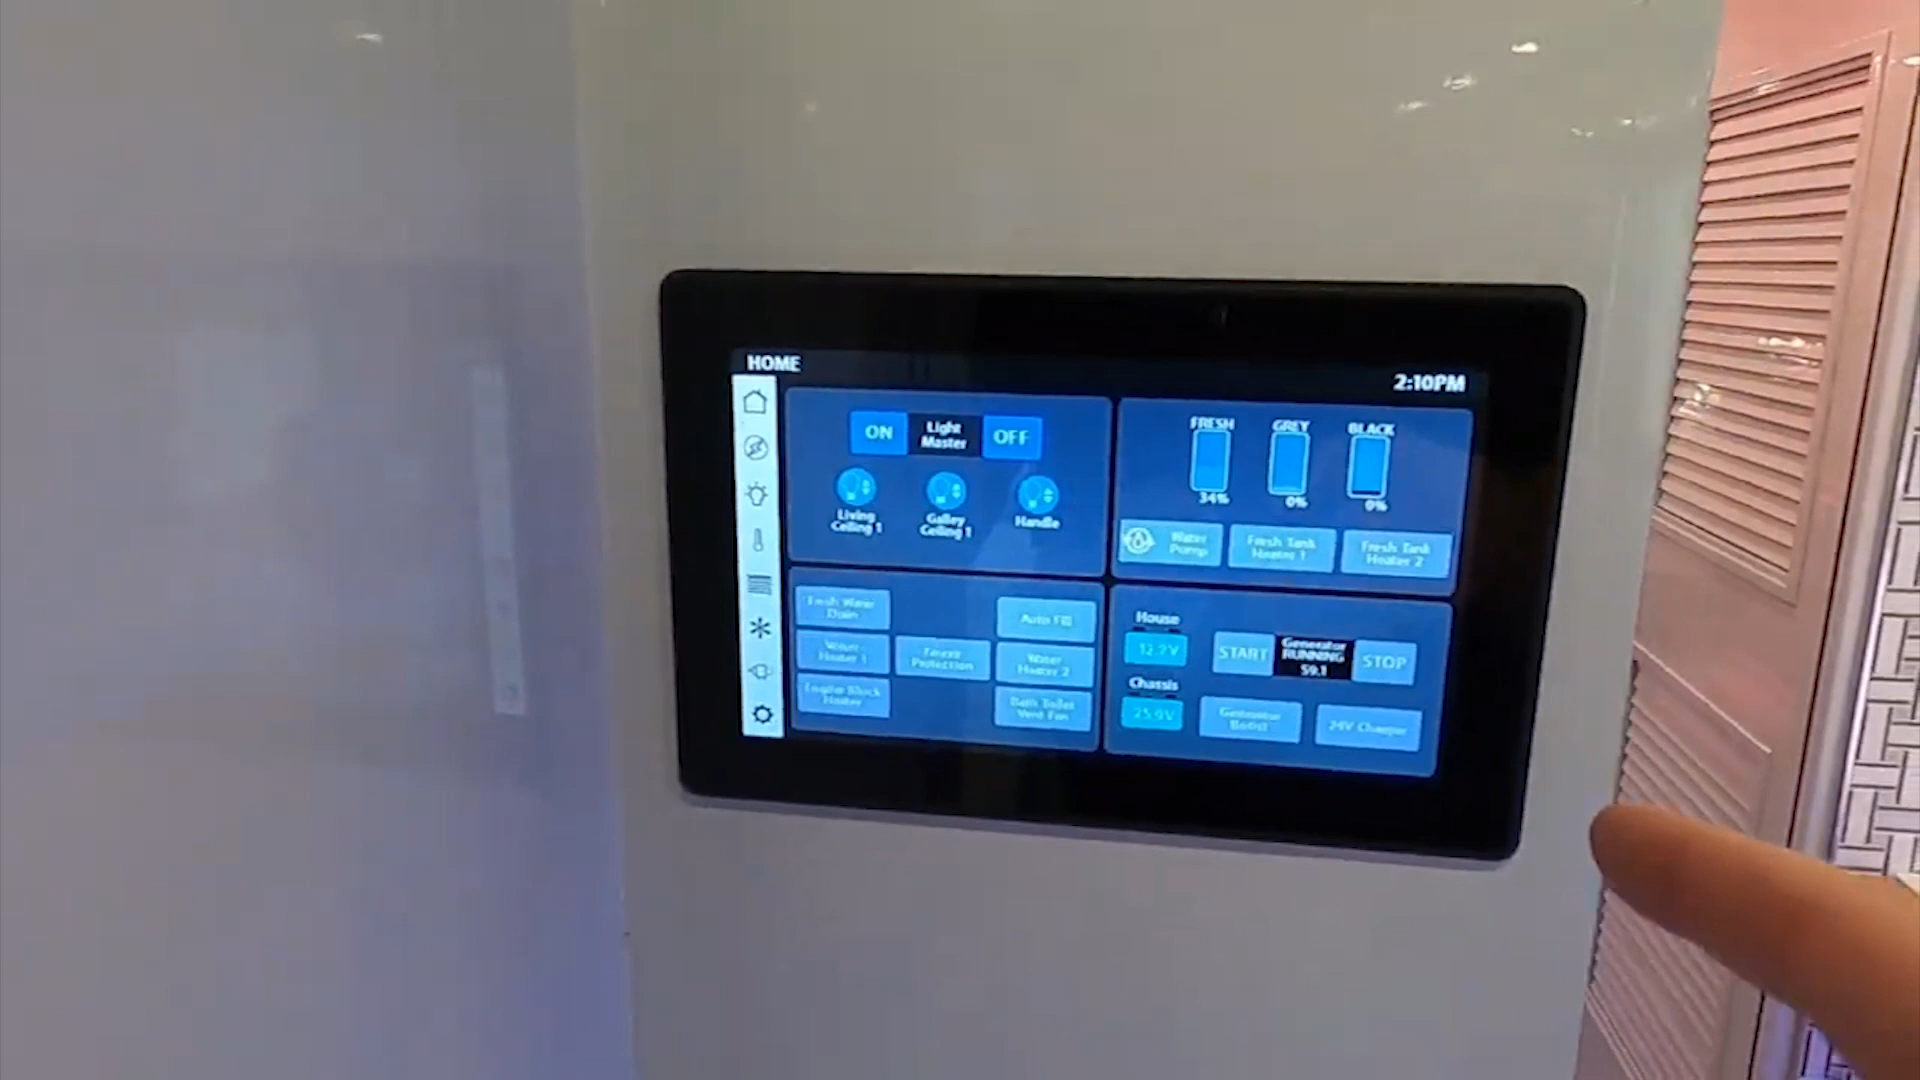 HOME
2:10PM
ON
Light
Master
OFF
Living
Ceiling 1
Galley
Ceiling 1
Handle
FRESH
GREY
BLACK
34%
0%
0%
Water
Pump
Fresh Tank
Heater 1
Fresh Tank
Heater 2
Fresh Water
Drain
Auto Fill
Water
Heater 1
Freeze
Protection
Water
Heater 2
Engine Block
Heater
Bath Toilet
Vent Fan
House
12.2V
Chassis
25.9V
START
Generator
RUNNING
59.1
STOP
Generator
Boost
24V Charger